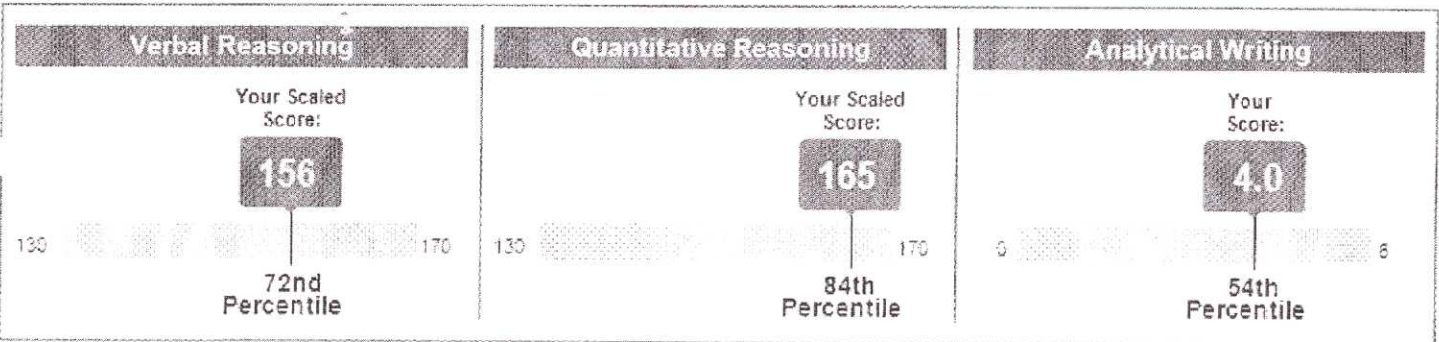 Verbal Reasoning
Your Scaled
Score:
156
130
170
72nd
Percentile
Quantitative Reasoning
Your Scaled
Score:
165
130
170
84th
Percentile
Analytical Writing
Your
Score:
4.0
0
6
54th
Percentile